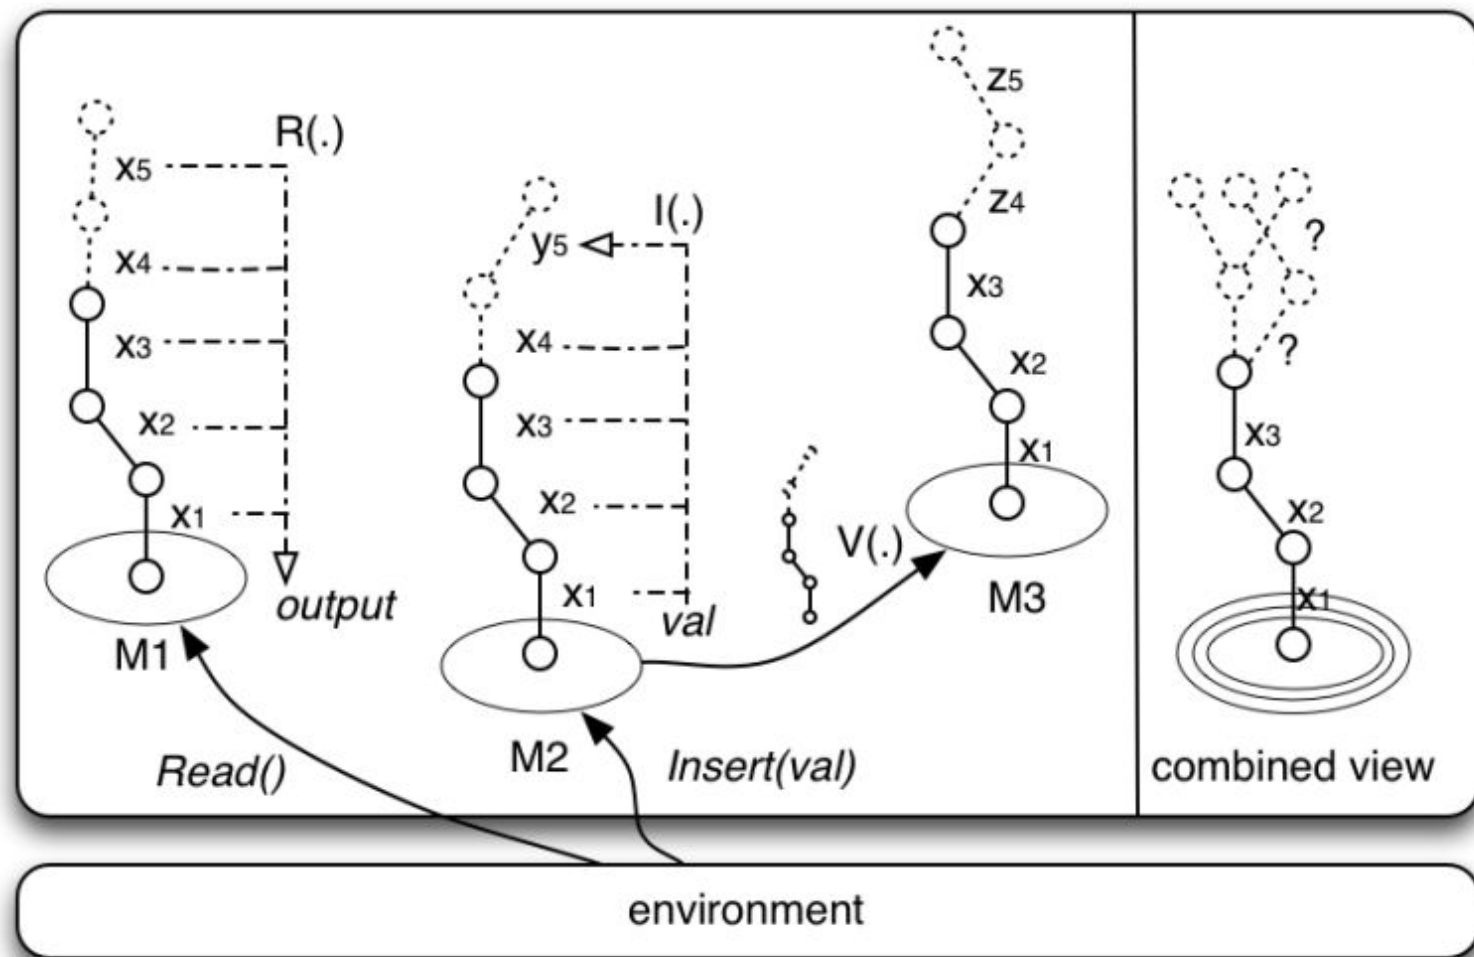 R(.)
x5
x4
x3
x2
x1
output
M1
Read()
I(.)
y5
x4
x3
x2
x1
val
M2
Insert(val)
V(.)
z5
z4
x3
x2
x1
M3
?
?
x3
x2
x1
combined view
environment